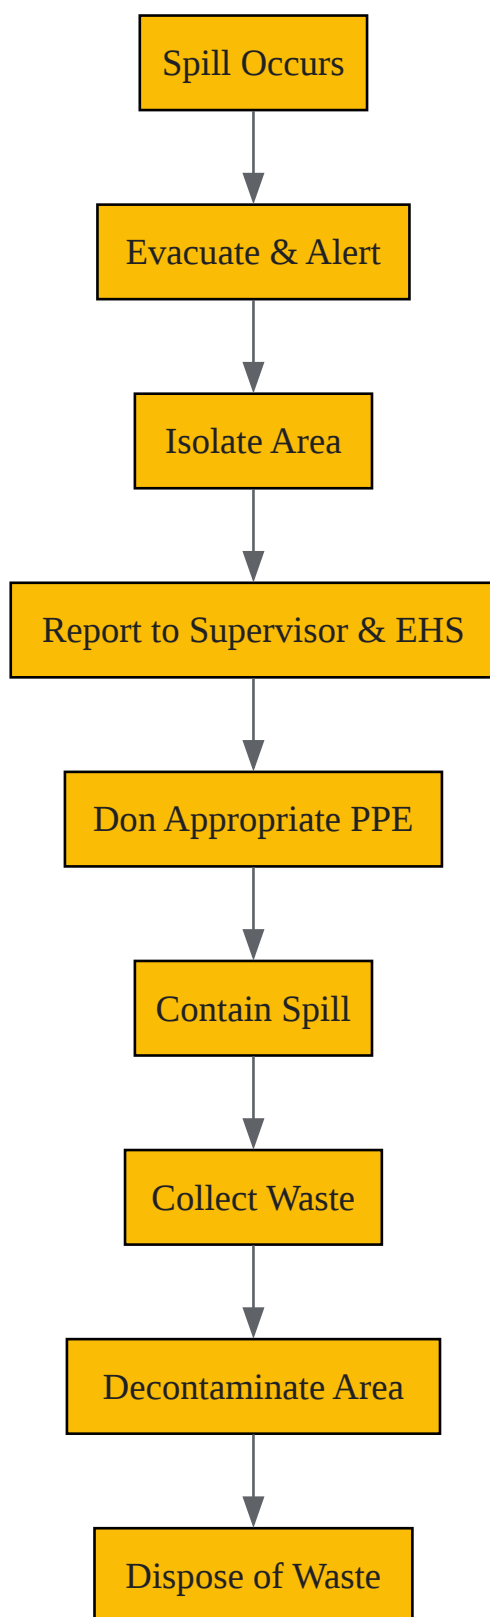 Spill Occurs
Evacuate & Alert
Isolate Area
Report to Supervisor & EHS
Don Appropriate PPE
Contain Spill
Collect Waste
Decontaminate Area
Dispose of Waste